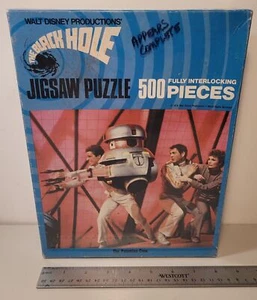 WALT DISNEY PRODUCTIONS'
THE BLACK HOLE
APPEARS
COMPLETE
JIGSAW PUZZLE
500
FULLY INTERLOCKING
PIECES
WESTCOTT